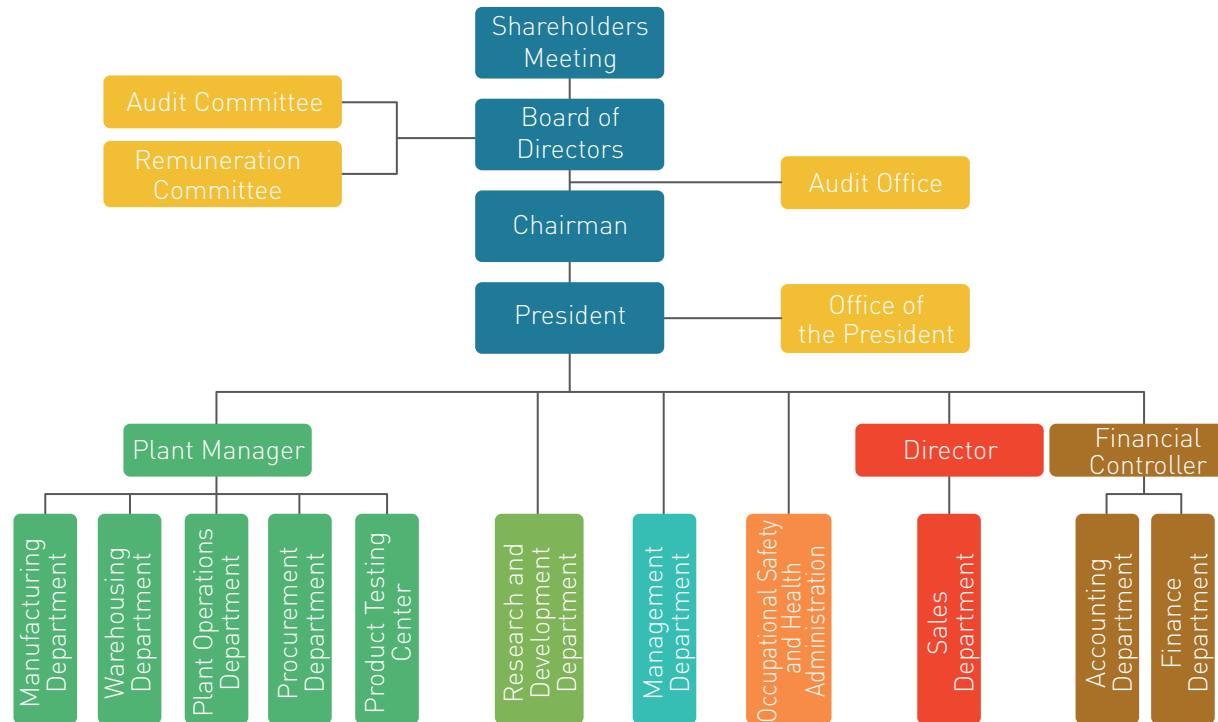 Shareholders
Meeting
Audit Committee
Board of
Directors
Remuneration
Committee
Audit Office
Chairman
President
Office of
the President
Plant Manager
Director
Financial
Controller
Manufacturing
Department
Warehousing
Department
Plant Operations
Department
Procurement
Department
Product Testing
Center
Research and
Development
Department
Management
Department
Occupational Safety
and Health
Administration
Sales
Department
Accounting
Department
Finance
Department